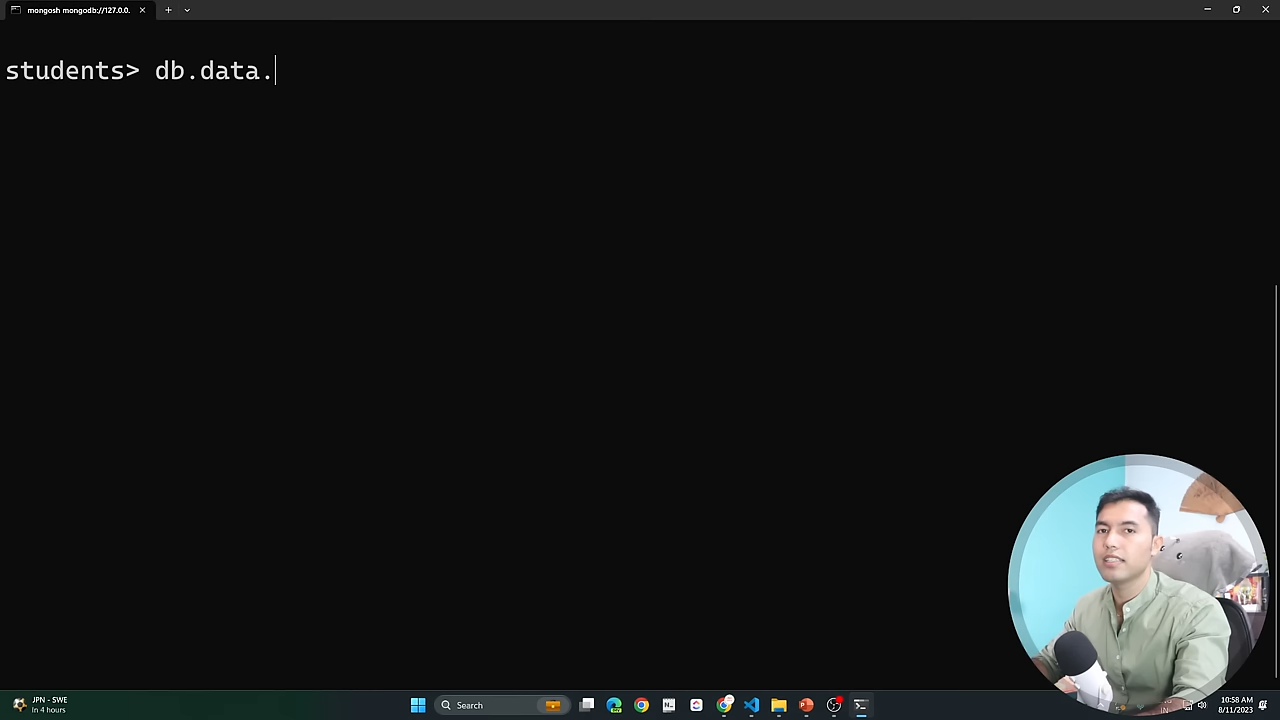 mongosh mongodb://127.0.0.
students> db.data.
JPN - SWE
In 4 hours
Search
10:58 AM
IN
8/11/2023